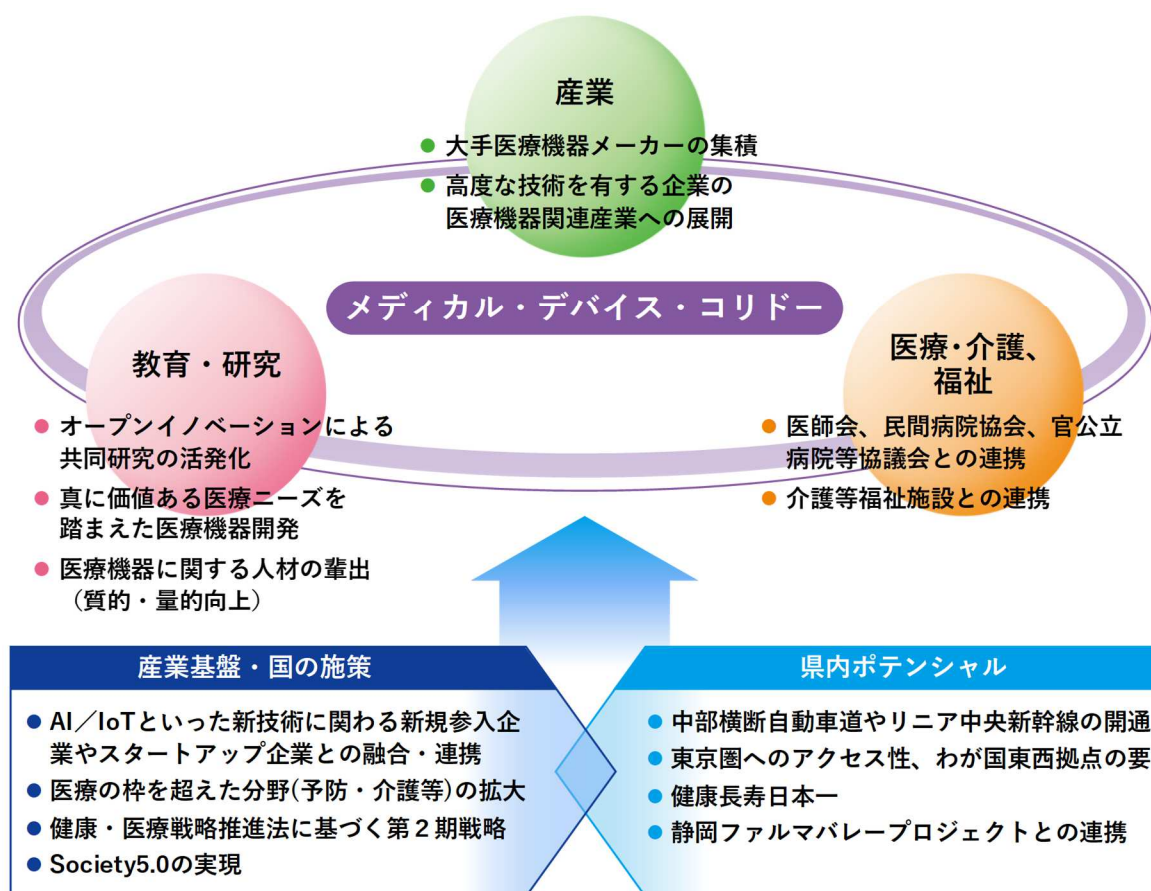 産業
● 大手医療機器メーカーの集積
● 高度な技術を有する企業の
医療機器関連産業への展開
メディカル・デバイス・コリドー
教育・研究
● オープンイノベーションによる
共同研究の活発化
● 真に価値ある医療ニーズを
踏まえた医療機器開発
● 医療機器に関する人材の輩出
（質的・量的向上）
医療・介護、
福祉
● 医師会、民間病院協会、官公立
病院等協議会との連携
● 介護等福祉施設との連携
産業基盤・国の施策
● AI／IoTといった新技術に関わる新規参入企
業やスタートアップ企業との融合・連携
● 医療の枠を超えた分野(予防・介護等)の拡大
● 健康・医療戦略推進法に基づく第２期戦略
● Society5.0の実現
県内ポテンシャル
● 中部横断自動車道やリニア中央新幹線の開通
● 東京圏へのアクセス性、わが国東西拠点の要
● 健康長寿日本一
● 静岡ファルマバレープロジェクトとの連携